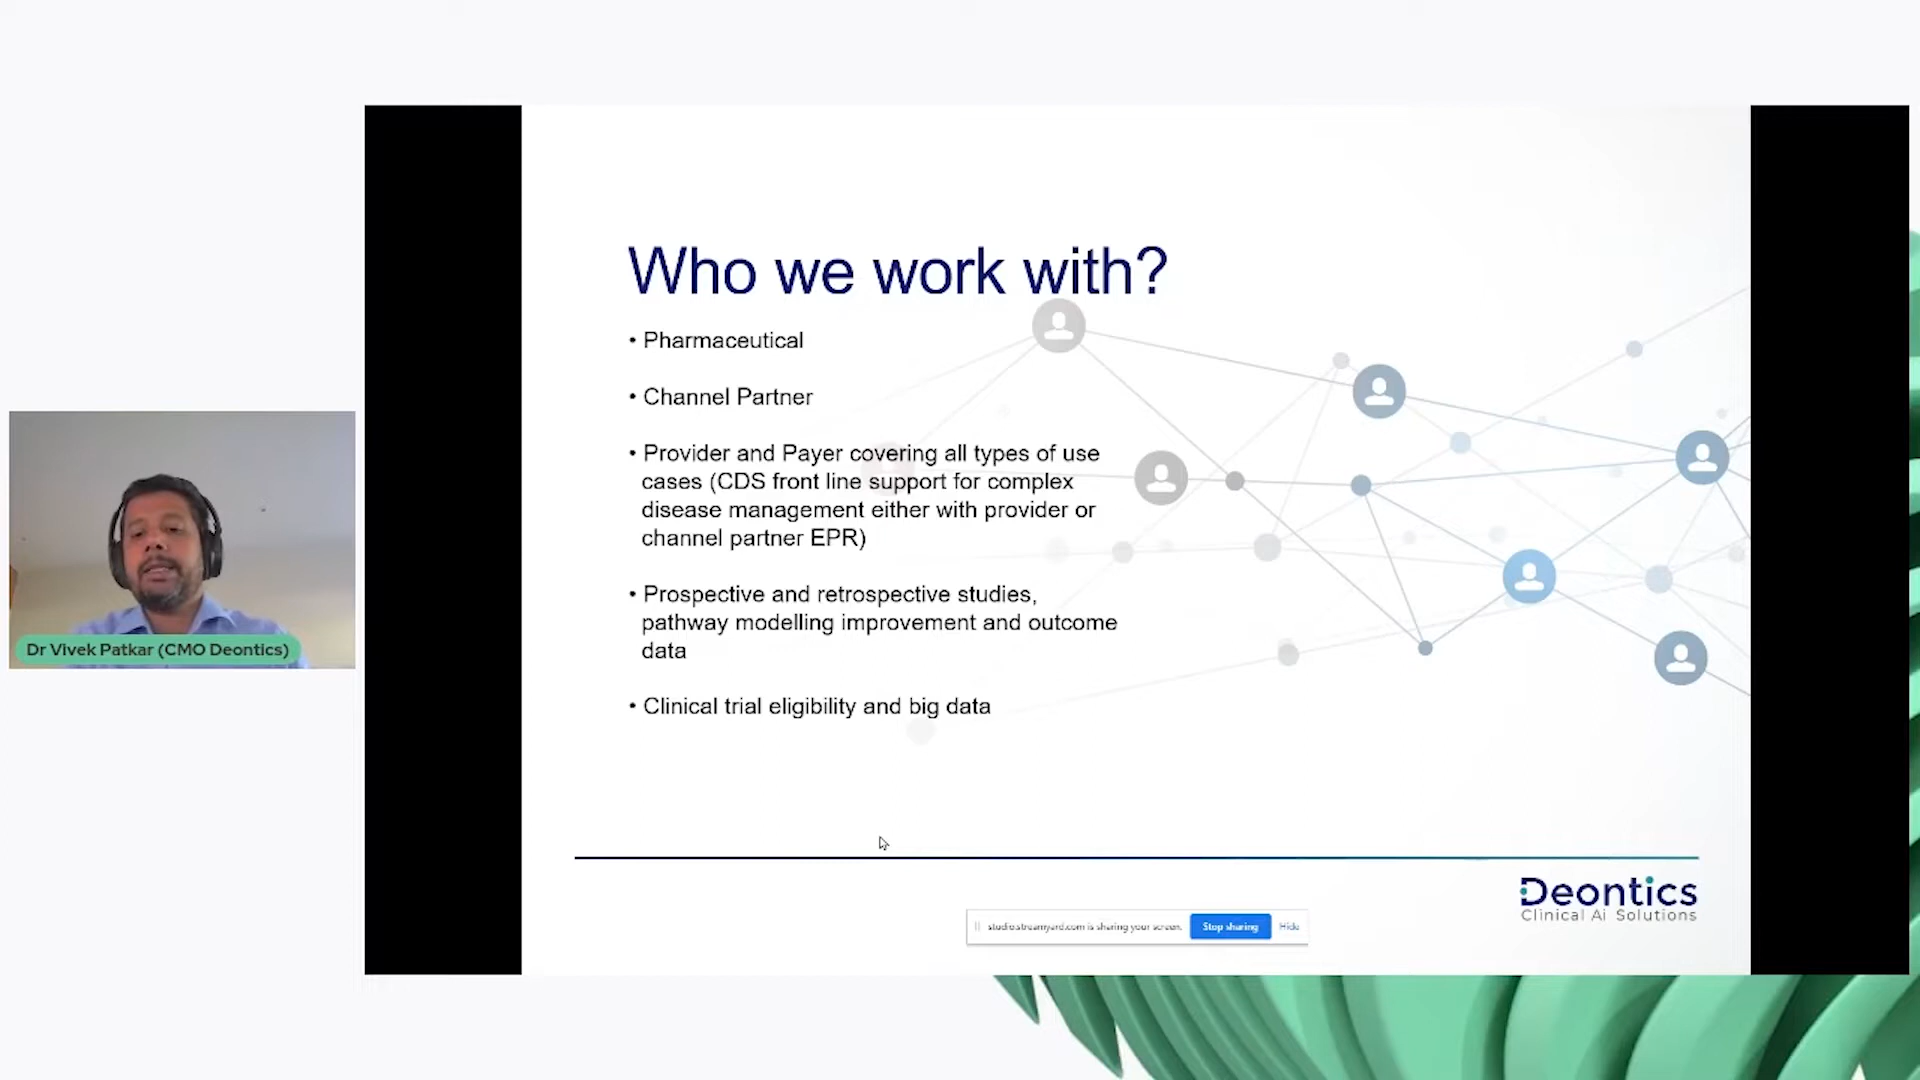 Who we work with?
• Pharmaceutical
• Channel Partner
• Provider and Payer covering all types of use
cases (CDS front line support for complex
disease management either with provider or
channel partner EPR)
• Prospective and retrospective studies,
pathway modelling improvement and outcome
data
• Clinical trial eligibility and big data
Dr Vivek Patkar (CMO Deontics)
Deontics
Clinical Ai Solutions
studio.streamyard.com is sharing your screen. Stop sharing Hide